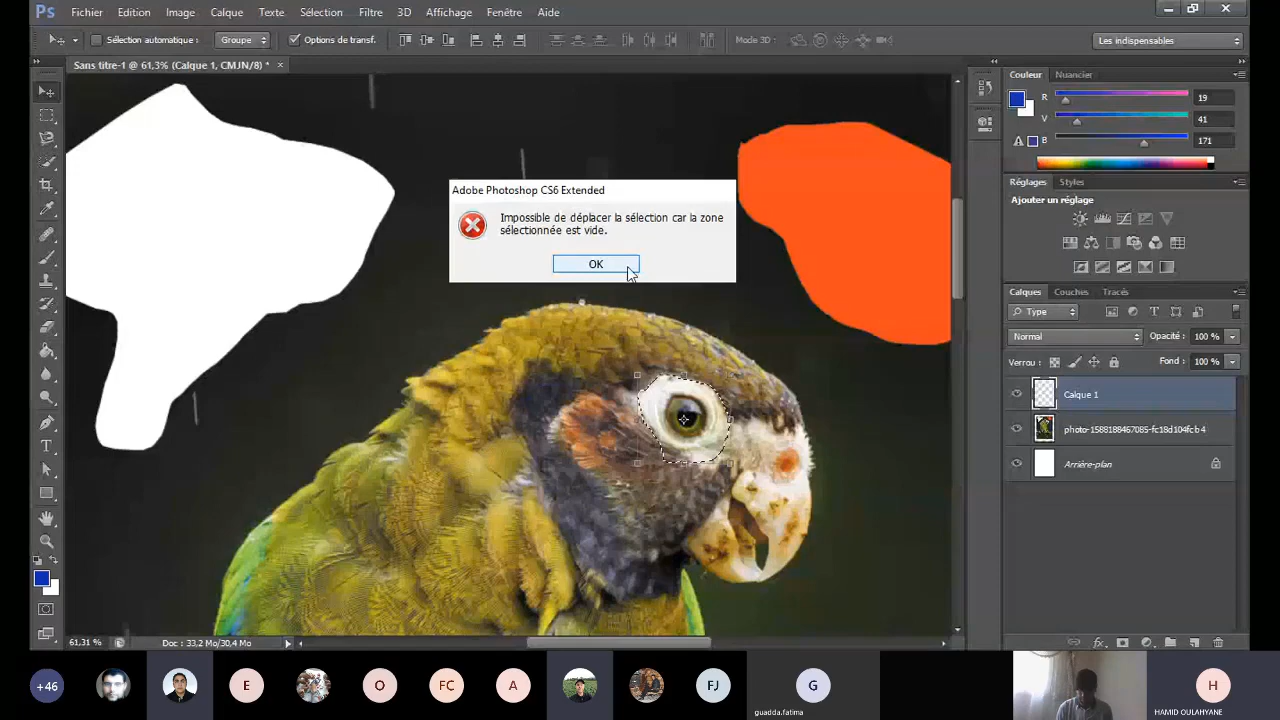 Ps Fichier Edition Image Calque Texte Sélection Filtre 3D Affichage Fenêtre Aide
Sélection automatique : Groupe Options de transf. Mode 3D : Les indispensables
Sans titre-1 @ 61,3% (Calque 1, CMJN/8) * ×
Couleur Nuancier
R 19
V 41
B 171
Réglages Styles
Ajouter un réglage
Adobe Photoshop CS6 Extended
Impossible de déplacer la sélection car la zone
sélectionnée est vide.
OK
Calques Couches Tracés
Type
Normal Opacité : 100 %
Verrou : Fond : 100 %
Calque 1
photo-1588188467085-fc18d104fcb4
Arrière-plan
61,31 % Doc : 33,2 Mo/30,4 Mo
+46 E O FC A FJ G H
guadda.fatima
HAMID OULAHYANE